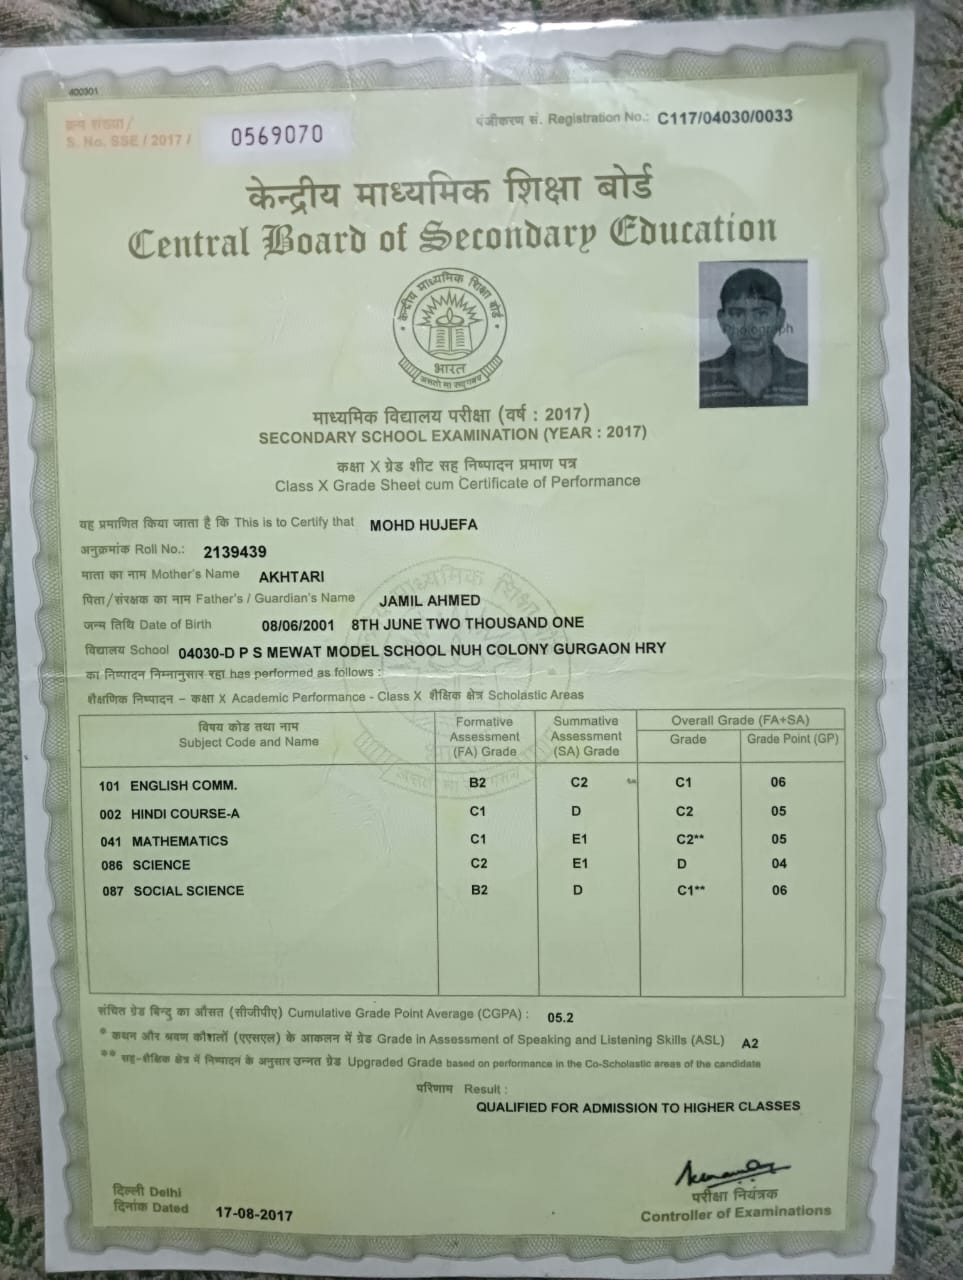 400301
क्रम संख्या/
S. No. SSE / 2017 / 0569070
पंजीकरण सं. Registration No.: C117/04030/0033
केन्द्रीय माध्यमिक शिक्षा बोर्ड
Central Board of Secondary Education
केन्द्रीय माध्यमिक शिक्षा बोर्ड
भारत
असतो मा सद्गमय
Photograph
माध्यमिक विद्यालय परीक्षा (वर्ष : 2017)
SECONDARY SCHOOL EXAMINATION (YEAR : 2017)
कक्षा X ग्रेड शीट सह निष्पादन प्रमाण पत्र
Class X Grade Sheet cum Certificate of Performance
यह प्रमाणित किया जाता है कि This is to Certify that MOHD HUJEFA
अनुक्रमांक Roll No.: 2139439
माता का नाम Mother's Name AKHTARI
पिता/संरक्षक का नाम Father's / Guardian's Name JAMIL AHMED
जन्म तिथि Date of Birth 08/06/2001 8TH JUNE TWO THOUSAND ONE
विद्यालय School 04030-D P S MEWAT MODEL SCHOOL NUH COLONY GURGAON HRY
का निष्पादन निम्नानुसार रहा has performed as follows :
शैक्षणिक निष्पादन – कक्षा X Academic Performance - Class X शैक्षिक क्षेत्र Scholastic Areas
विषय कोड तथा नाम
Subject Code and Name
Formative
Assessment
(FA) Grade
Summative
Assessment
(SA) Grade
Overall Grade (FA+SA)
Grade Grade Point (GP)
101 ENGLISH COMM. B2 C2 C1 06
002 HINDI COURSE-A C1 D C2 05
041 MATHEMATICS C1 E1 C2** 05
086 SCIENCE C2 E1 D 04
087 SOCIAL SCIENCE B2 D C1** 06
संचित ग्रेड बिन्दु का औसत (सीजीपीए) Cumulative Grade Point Average (CGPA) : 05.2
* कथन और श्रवण कौशलों (एएसएल) के आकलन में ग्रेड Grade in Assessment of Speaking and Listening Skills (ASL) A2
** सह-शैक्षिक क्षेत्र में निष्पादन के अनुसार उन्नत ग्रेड Upgraded Grade based on performance in the Co-Scholastic areas of the candidate
परिणाम Result :
QUALIFIED FOR ADMISSION TO HIGHER CLASSES
दिल्ली Delhi
दिनांक Dated 17-08-2017
परीक्षा नियंत्रक
Controller of Examinations